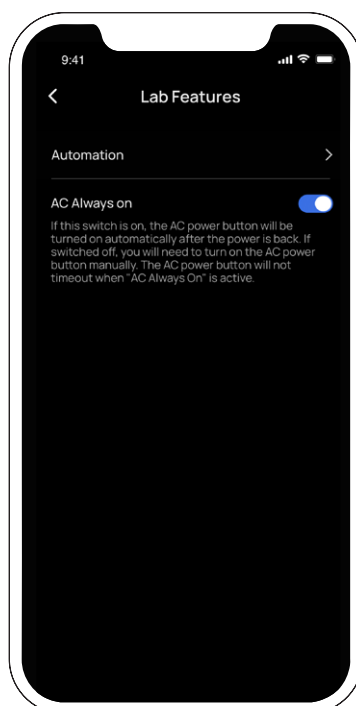 9:41
Lab Features
Automation
AC Always on
If this switch is on, the AC power button will be
turned on automatically after the power is back. If
switched off, you will need to turn on the AC power
button manually. The AC power button will not
timeout when "AC Always On" is active.